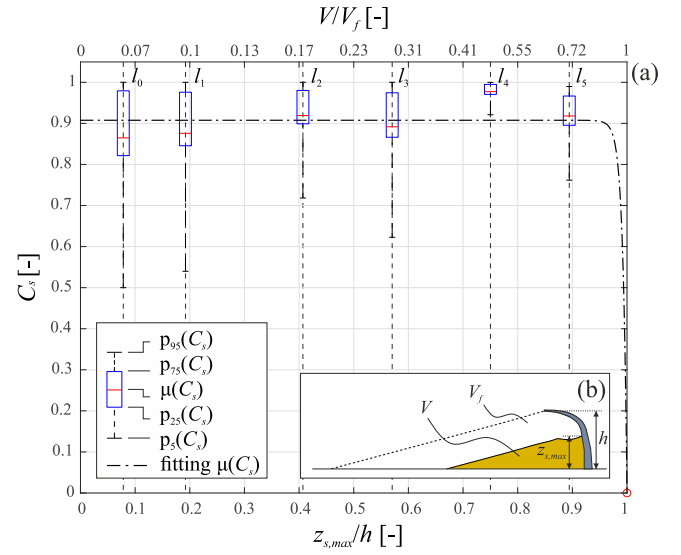 V/V_f [-]
0 0.07 0.1 0.13 0.17 0.28 0.31 0.41 0.48 0.55 0.72 1
(a)
l_0 l_1 l_2 l_3 l_4 l_5
C_s [-]
1
0.9
0.8
0.7
0.6
0.5
0.4
0.3
0.2
0.1
0
p_95(C_s)
p_75(C_s)
μ(C_s)
p_25(C_s)
p_5(C_s)
fitting μ(C_s)
(b)
V_f
V
h
z_s,max
0 0.1 0.2 0.3 0.4 0.5 0.6 0.7 0.8 0.9 1
z_s,max/h [-]